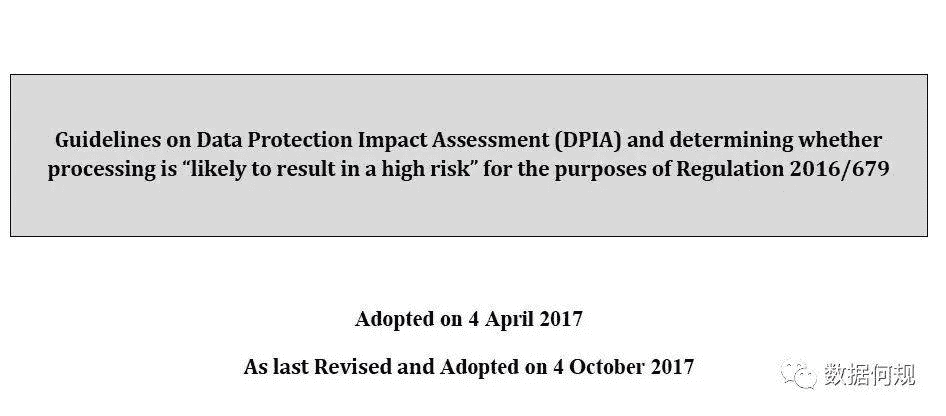 Guidelines on Data Protection Impact Assessment (DPIA) and determining whether
processing is “likely to result in a high risk” for the purposes of Regulation 2016/679
Adopted on 4 April 2017
As last Revised and Adopted on 4 October 2017
数据何规